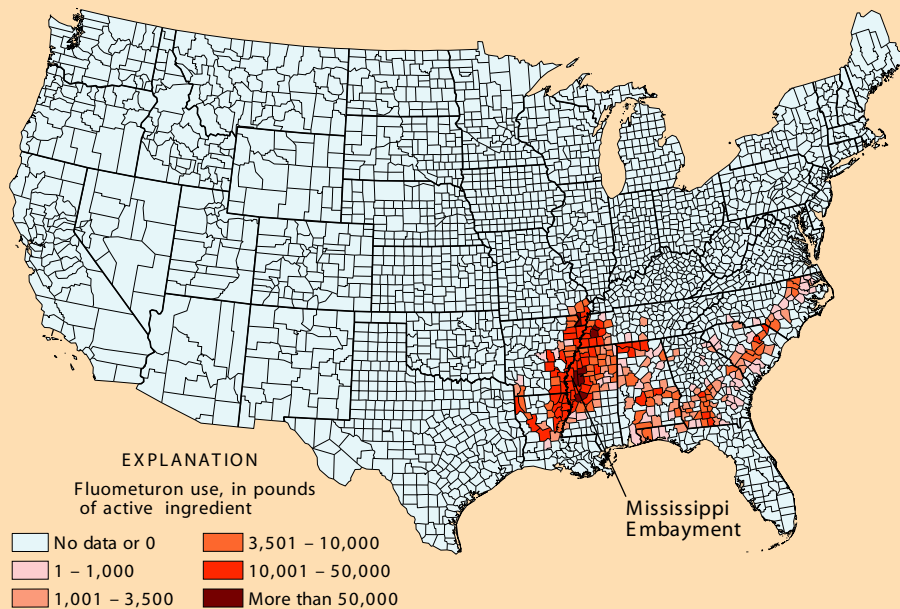 EXPLANATION
Fluometuron use, in pounds
of active ingredient
No data or 0
1 – 1,000
1,001 – 3,500
3,501 – 10,000
10,001 – 50,000
More than 50,000
Mississippi
Embayment